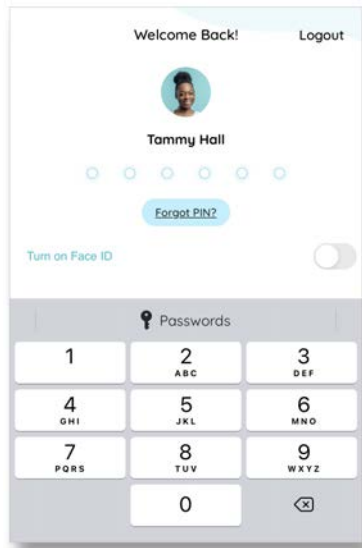 Welcome Back! Logout
Tammy Hall
Forgot PIN?
Turn on Face ID
Passwords
1 2 3
ABC DEF
4 5 6
GHI JKL MNO
7 8 9
PQRS TUV WXYZ
0